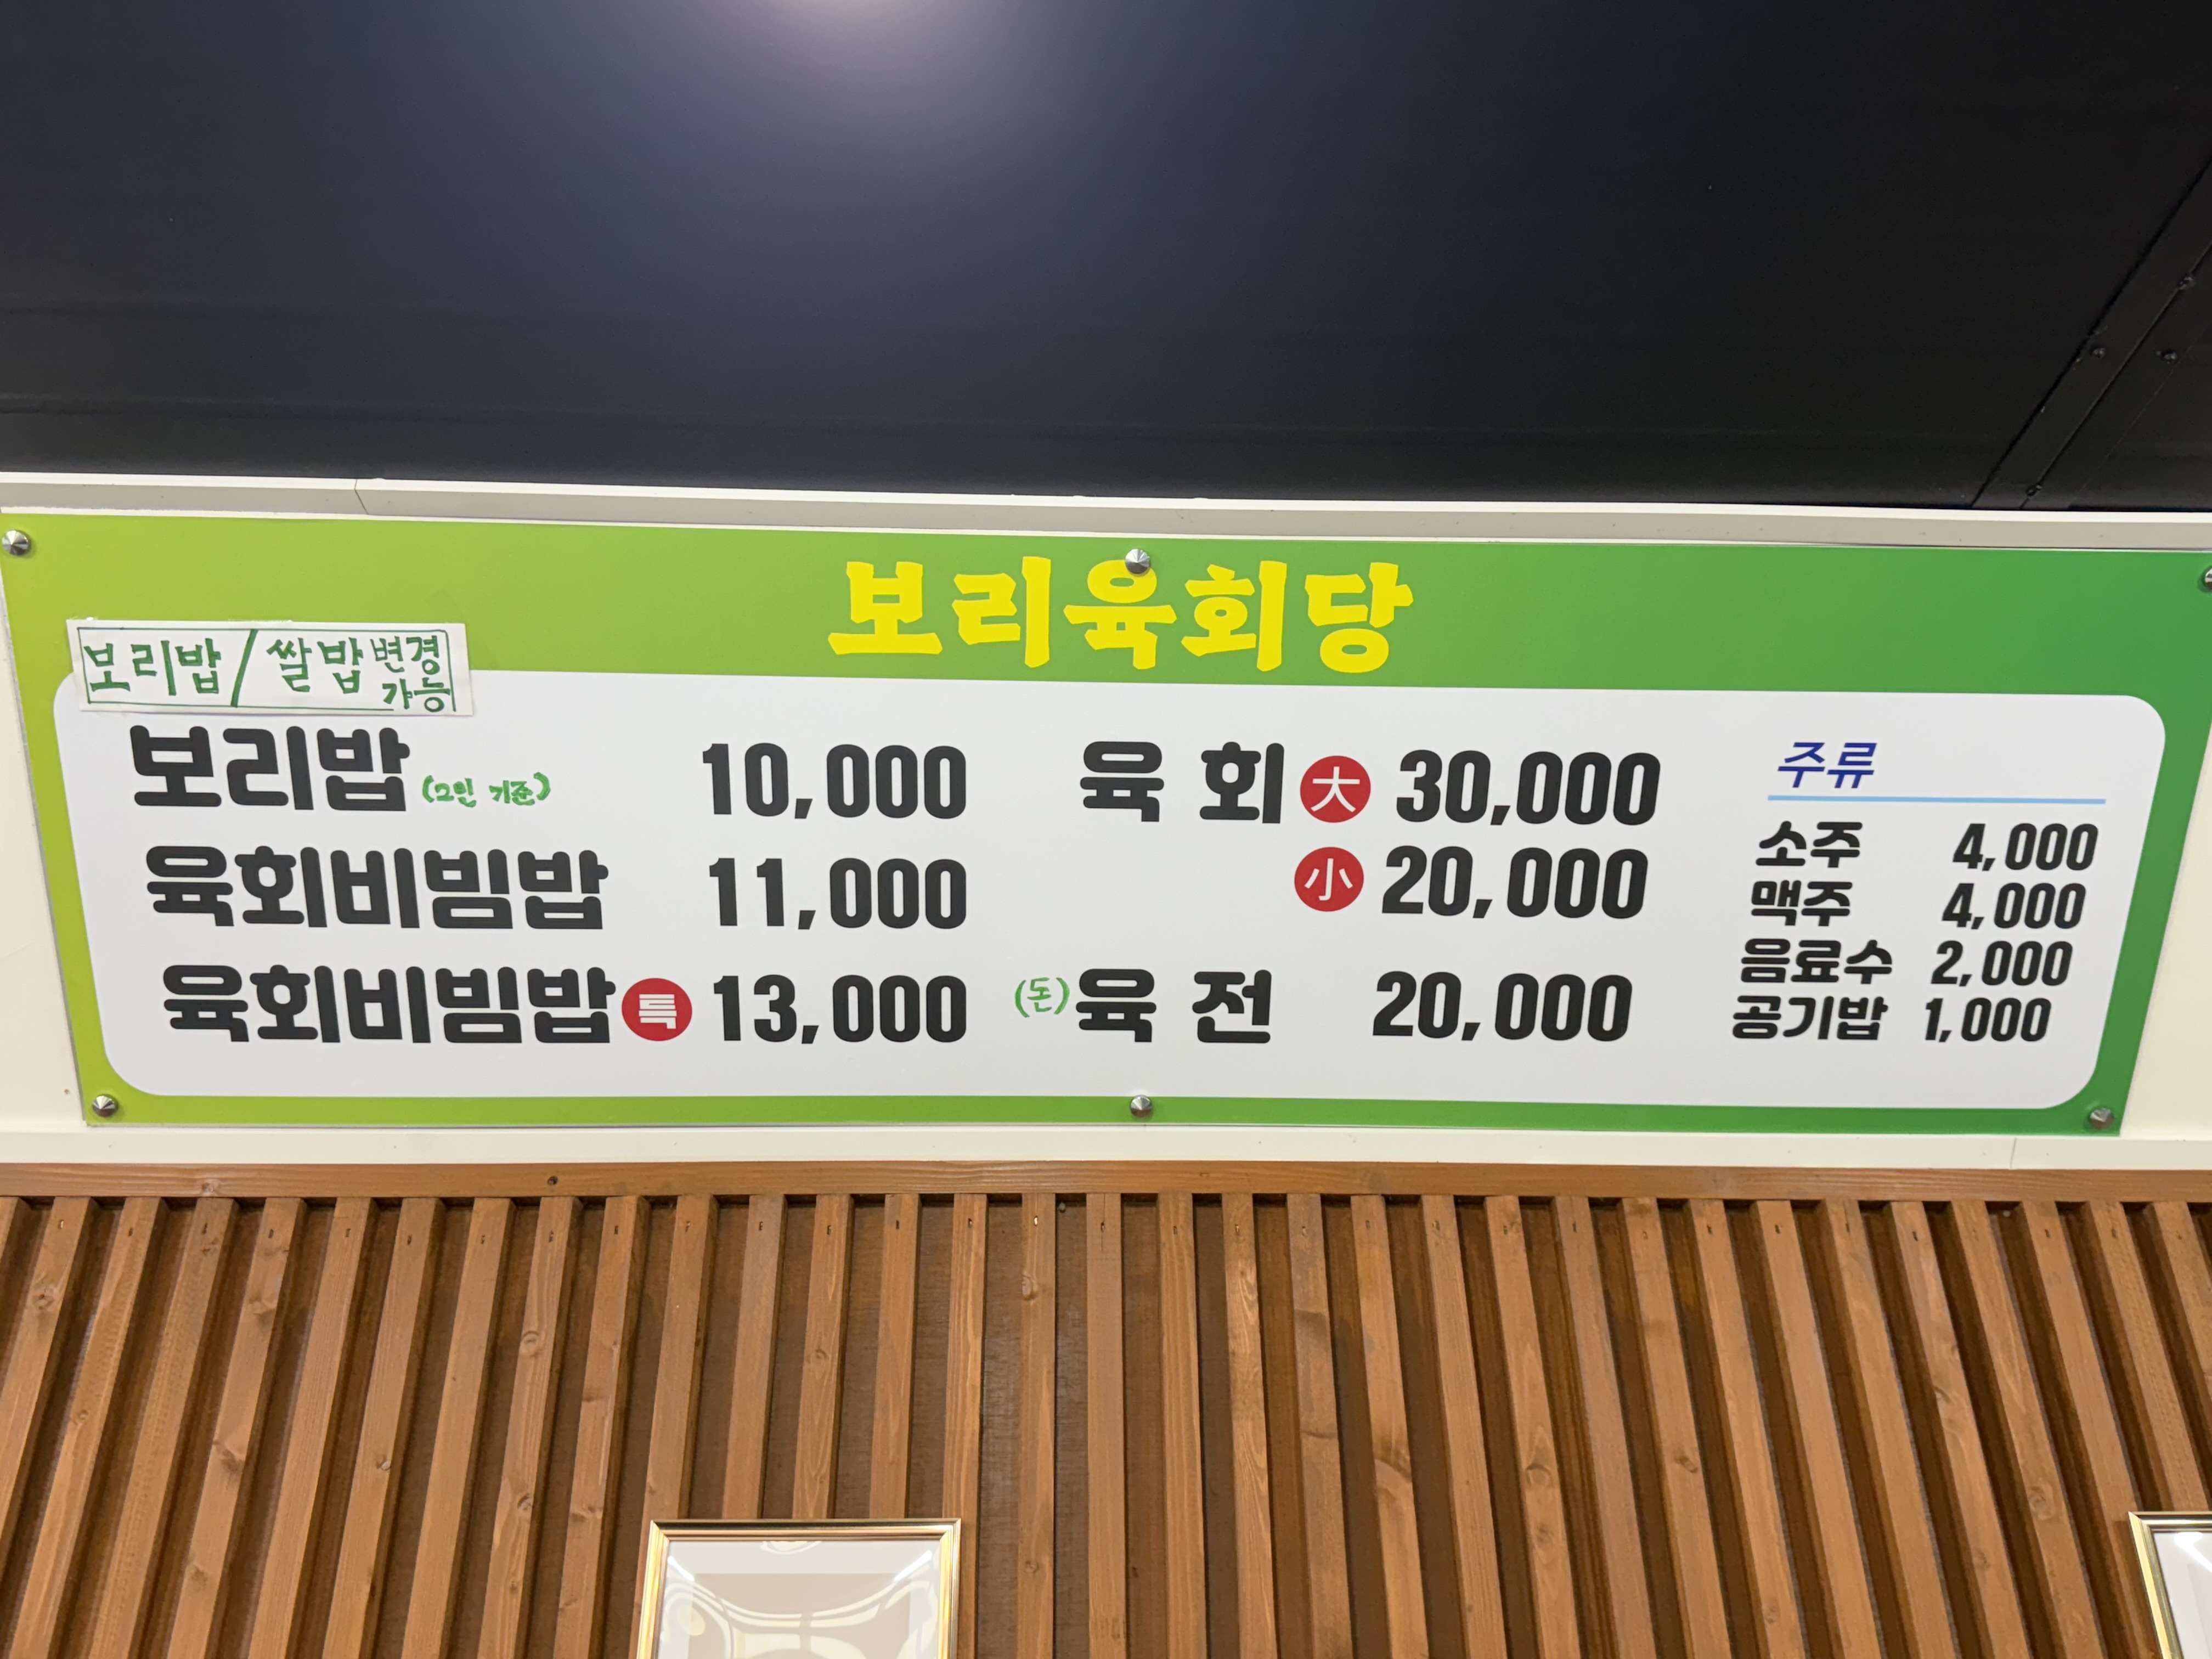 보리육회당
보리밥/쌀밥 변경
가능
보리밥 (2인 기준) 10,000
육회비빔밥 11,000
육회비빔밥 특 13,000
육 회 大 30,000
小 20,000
(돈) 육 전 20,000
주류
소주 4,000
맥주 4,000
음료수 2,000
공기밥 1,000